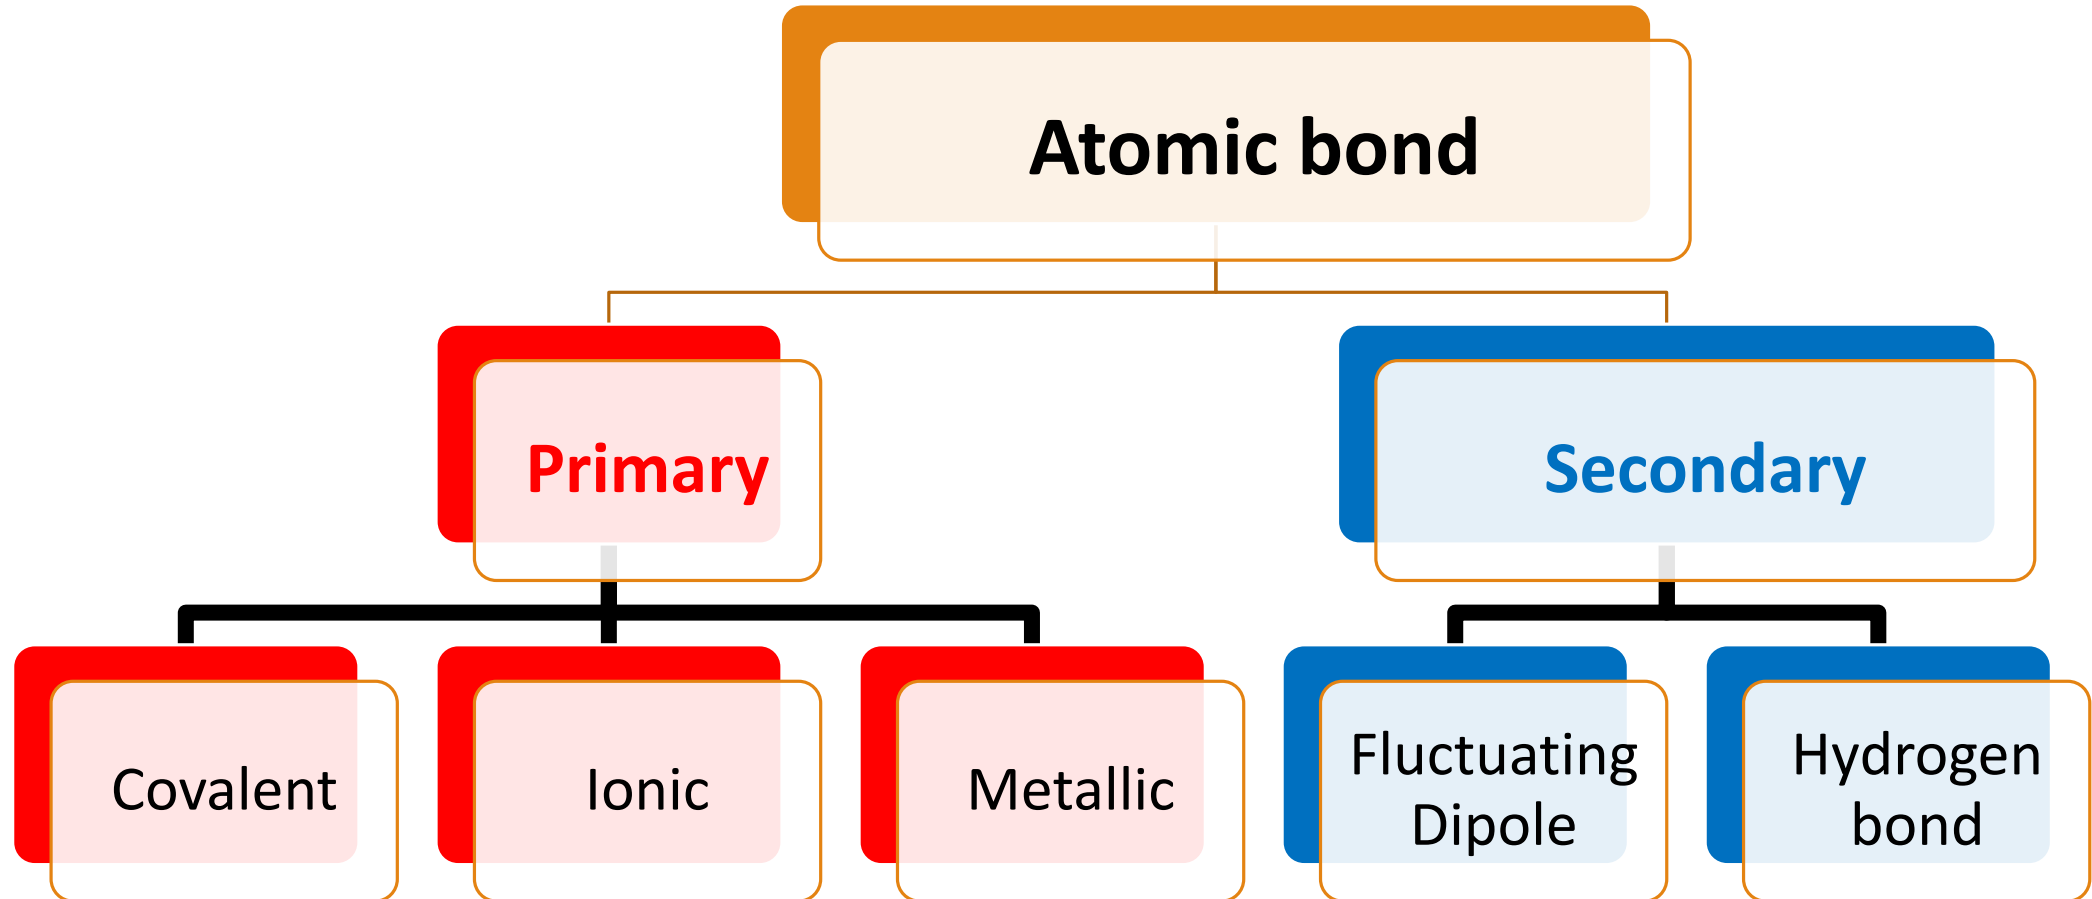 Atomic bond
Primary
Secondary
Covalent
Ionic
Metallic
Fluctuating
Dipole
Hydrogen
bond